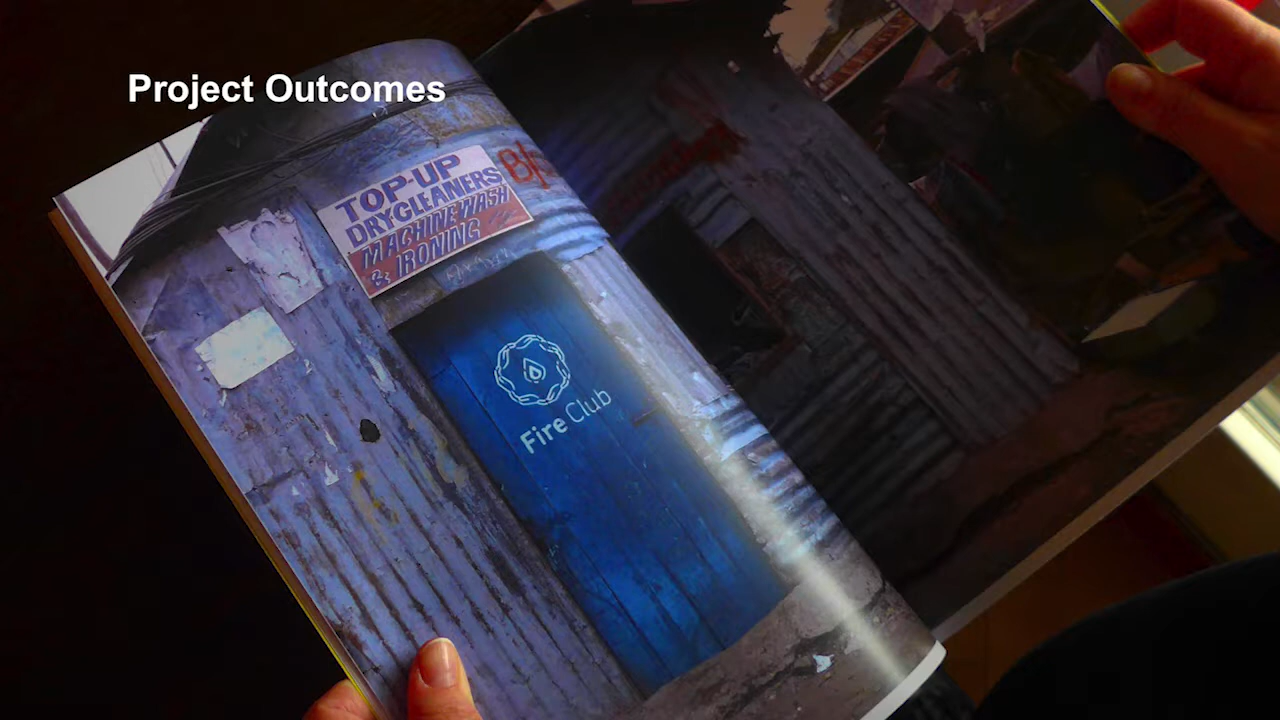 Project Outcomes
TOP-UP
DRYCLEANERS
MACHINE WASH
& IRONING
Fire Club